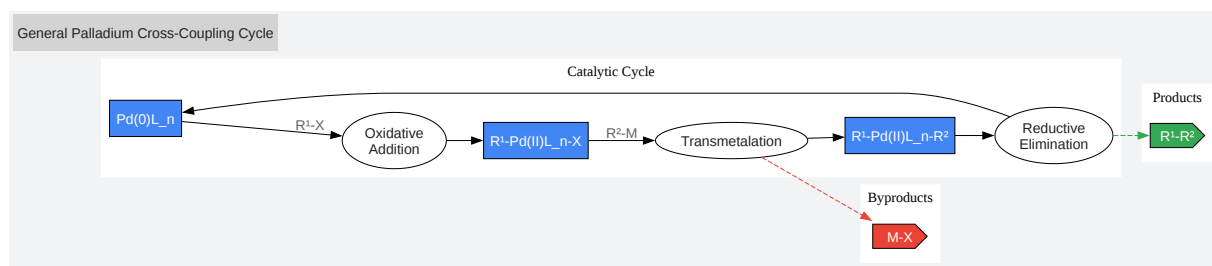 General Palladium Cross-Coupling Cycle
Catalytic Cycle
Pd(0)L_n
R¹-X
Oxidative
Addition
R¹-Pd(II)L_n-X
R²-M
Transmetalation
R¹-Pd(II)L_n-R²
Reductive
Elimination
Products
R¹-R²
Byproducts
M-X